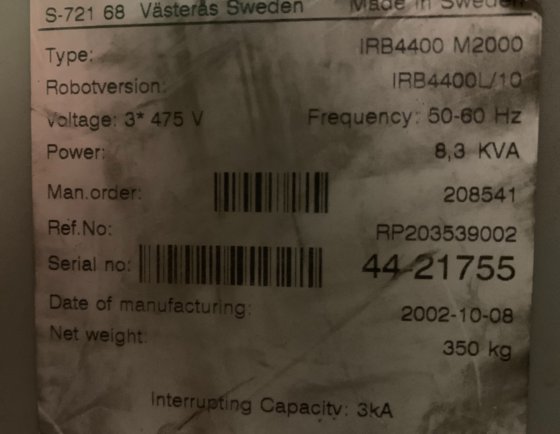 S-721 68 Västerås Sweden Made in Sweden
Type: IRB4400 M2000
Robotversion: IRB4400L/10
Voltage: 3* 475 V Frequency: 50-60 Hz
Power: 8,3 KVA
Man.order: 208541
Ref.No: RP203539002
Serial no: 44-21755
Date of manufacturing: 2002-10-08
Net weight: 350 kg
Interrupting Capacity: 3kA